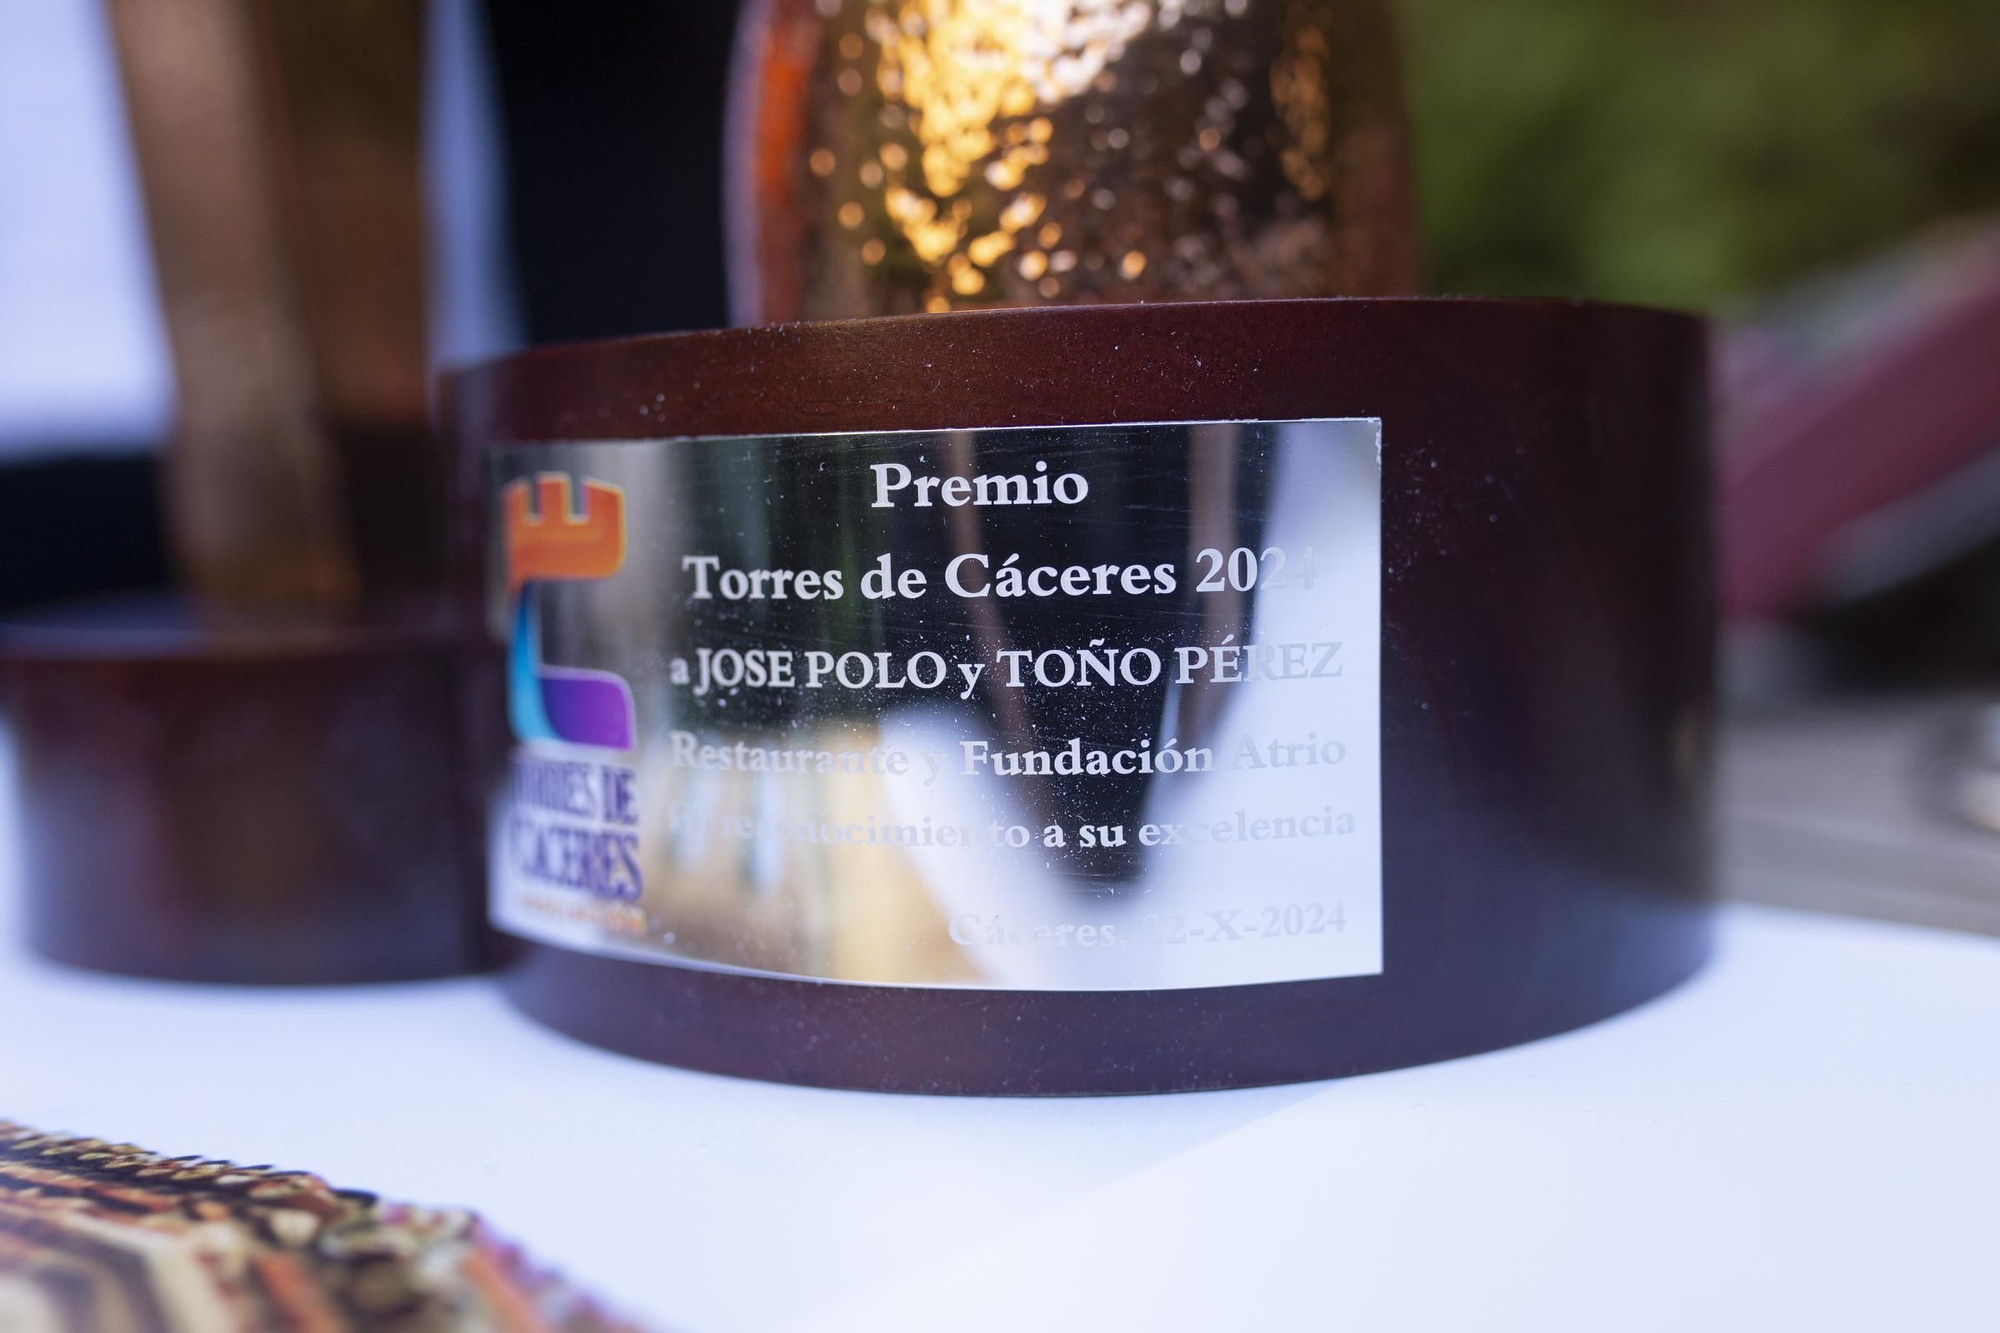 Premio
Torres de Cáceres 2024
a JOSE POLO y TOÑO PÉREZ
Restaurante y Fundación Atrio
En reconocimiento a su excelencia
Cáceres, 22-X-2024
TORRES DE
CÁCERES